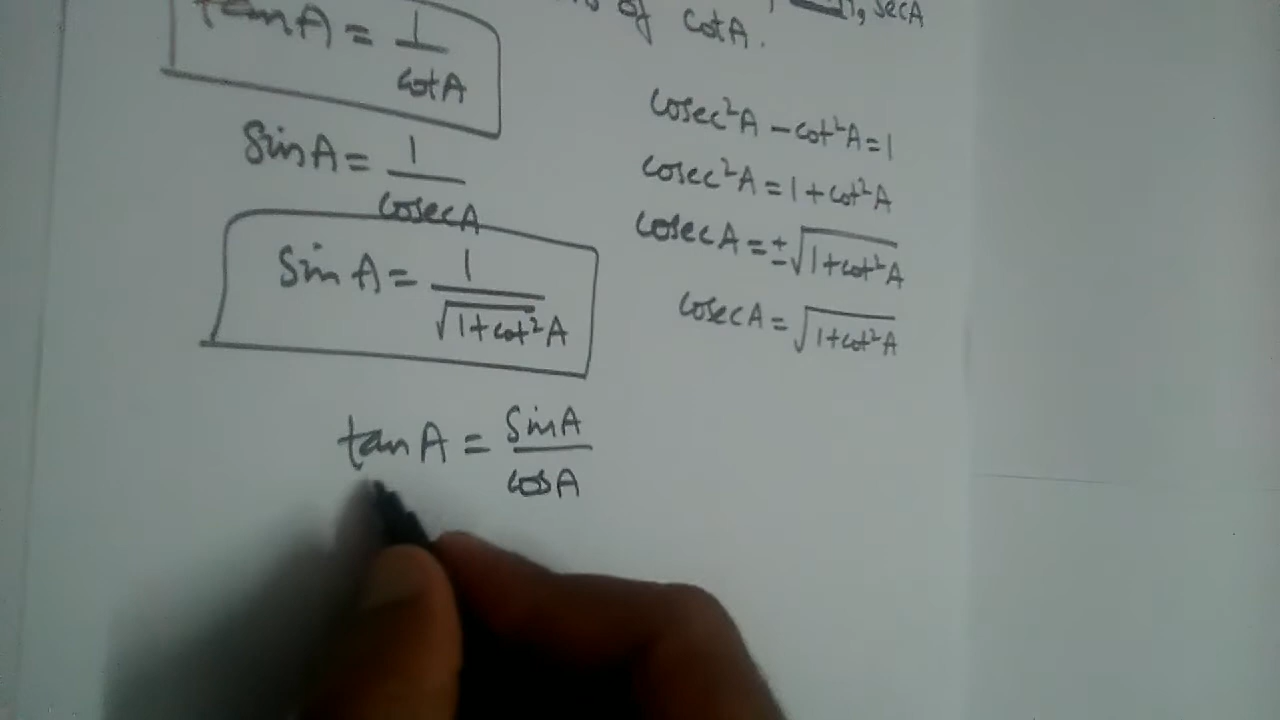 of cotA. secA
tanA = 1/cotA
sinA = 1/cosecA
sinA = 1/√1+cot²A
tanA = sinA/cosA
cosec²A - cot²A = 1
cosec²A = 1 + cot²A
cosecA = ±√1+cot²A
cosecA = √1+cot²A